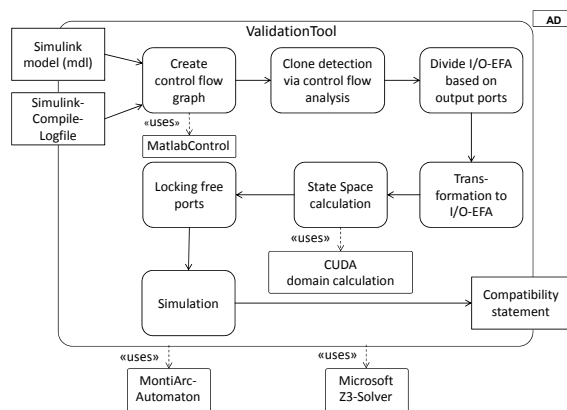 AD
ValidationTool
Simulink
model (mdl)
Simulink-
Compile-
Logfile
Create
control flow
graph
Clone detection
via control flow
analysis
Divide I/O-EFA
based on
output ports
«uses»
MatlabControl
Locking free
ports
State Space
calculation
Trans-
formation to
I/O-EFA
«uses»
CUDA
domain calculation
Simulation
Compatibility
statement
«uses»
«uses»
MontiArc-
Automaton
Microsoft
Z3-Solver